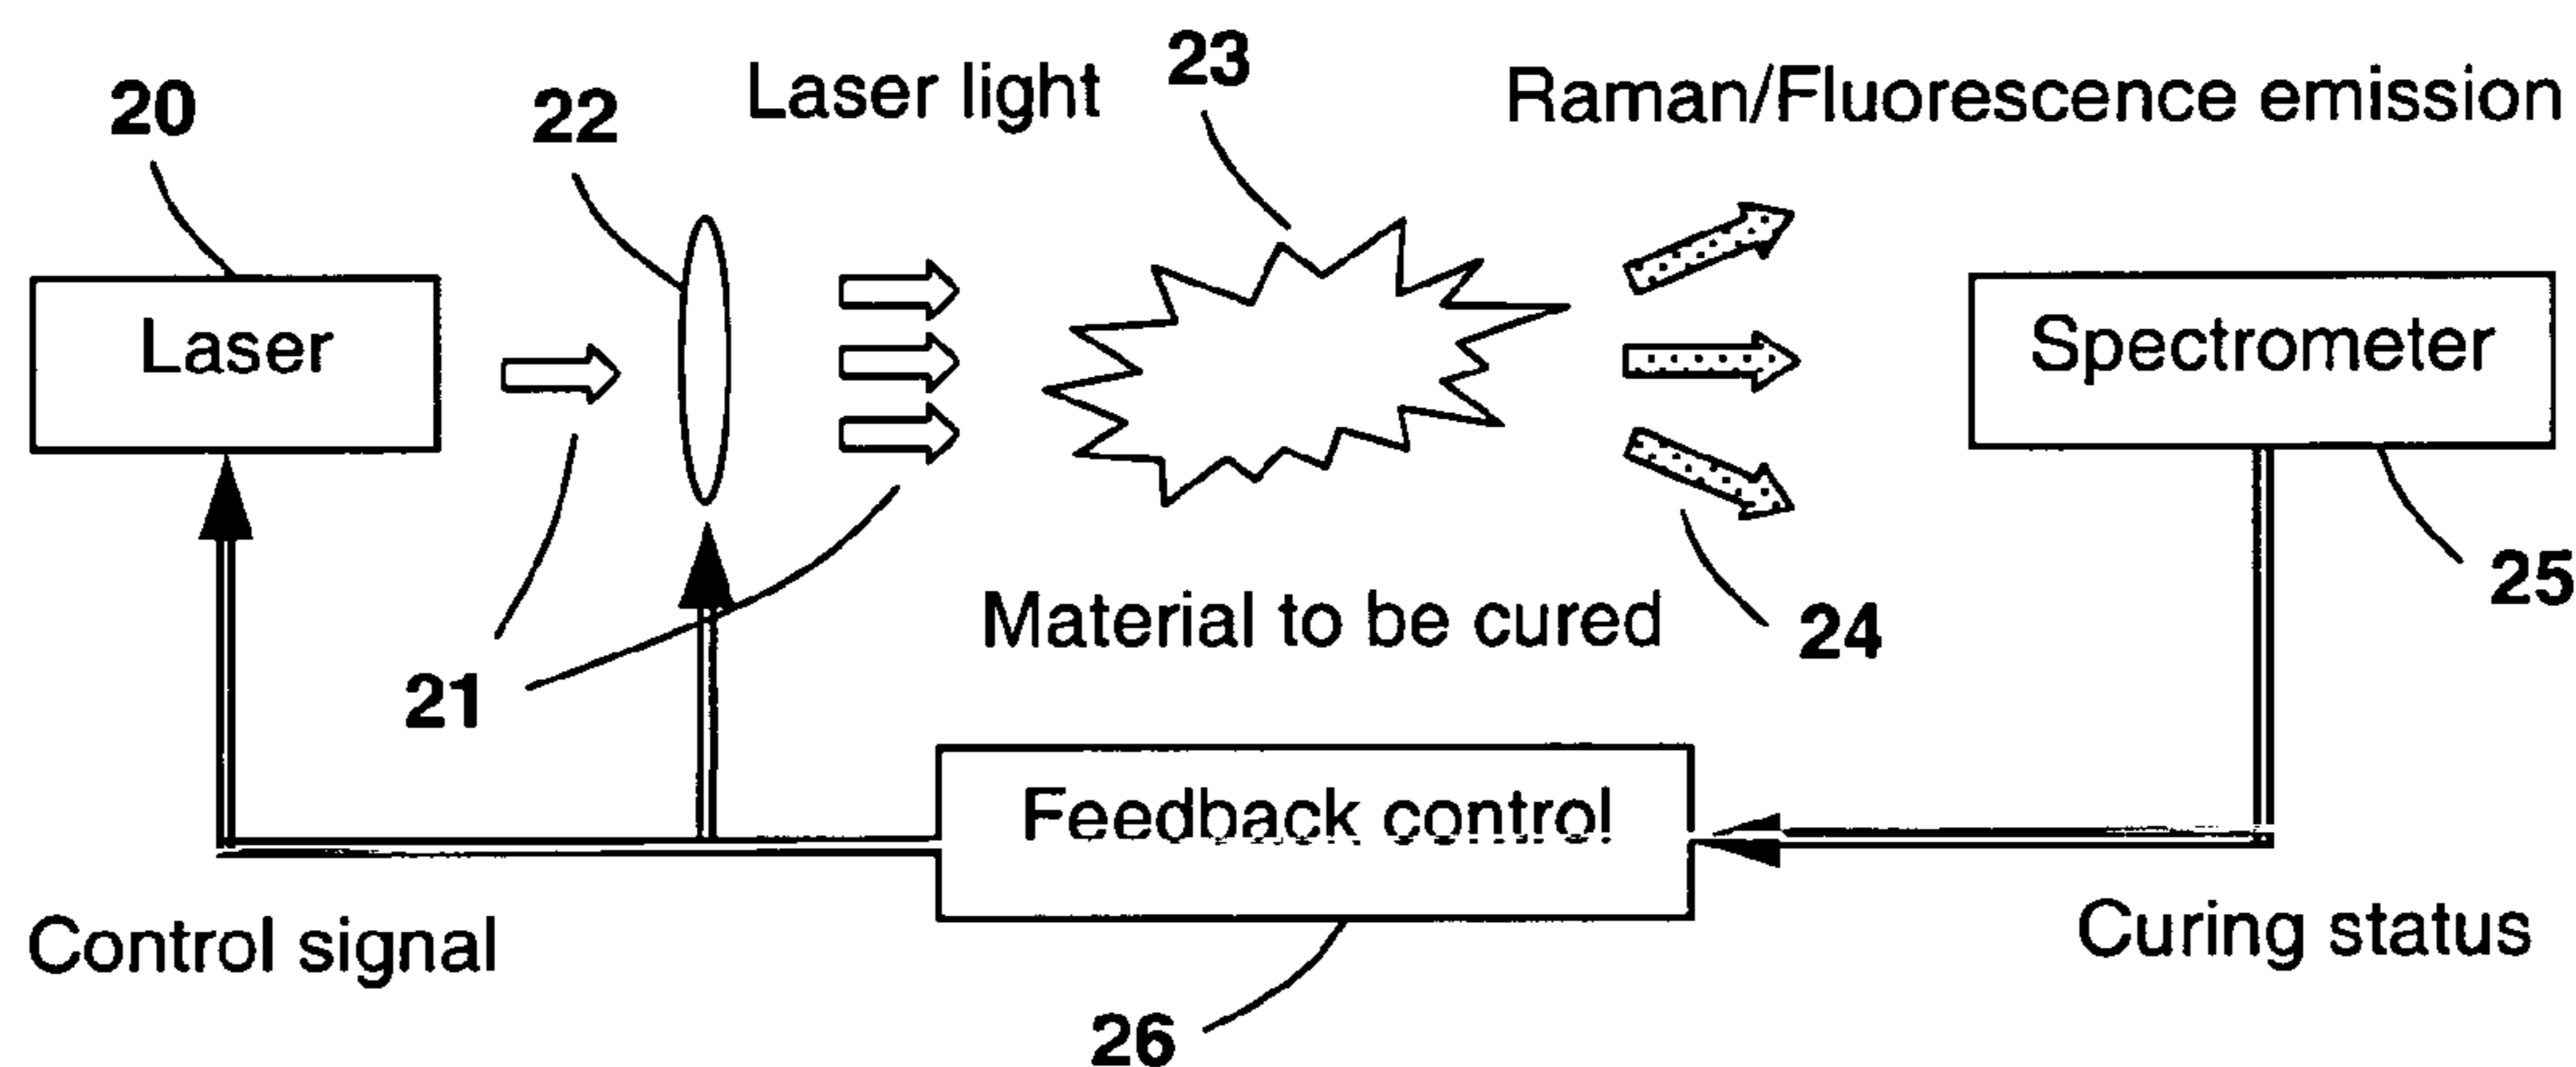 23
Laser light
Raman/Fluorescence emission
20
22
Laser
Spectrometer
25
Material to be cured
24
21
Feedback control
Control signal
Curing status
26